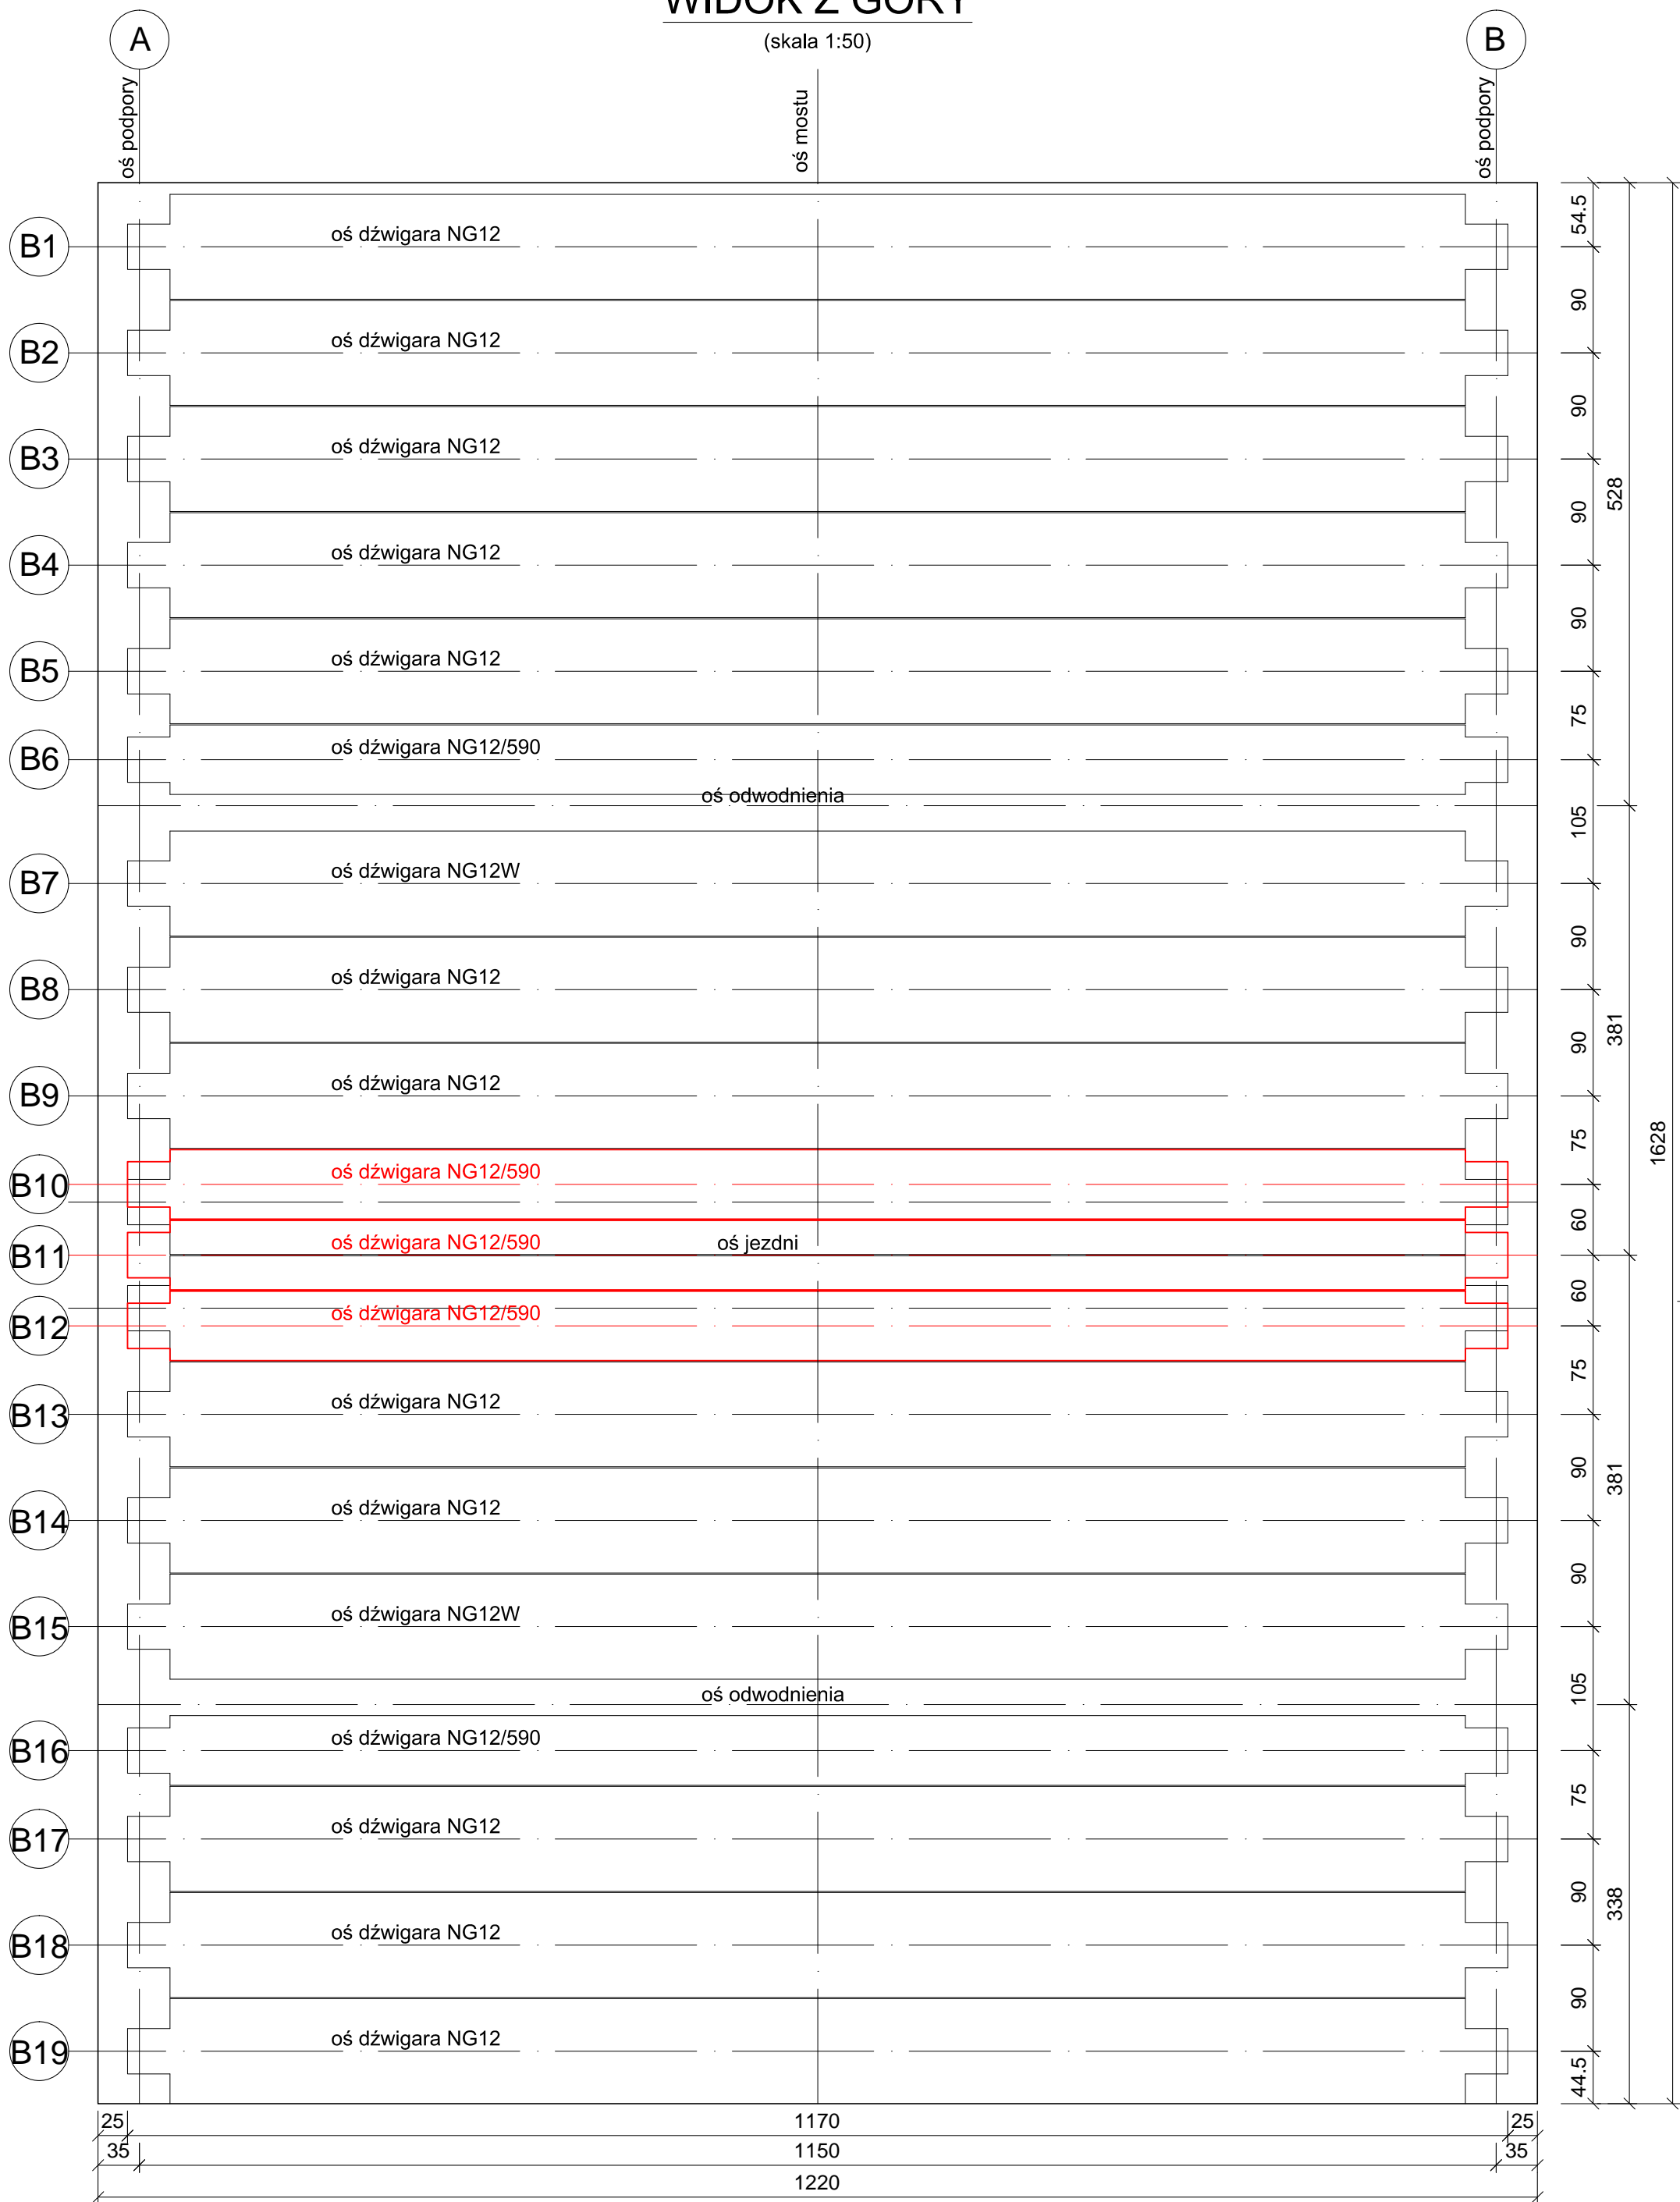 WIDOK Z GÓRY
(skala 1:50)
A
B
oś podpory
oś mostu
oś podpory
54.5
B1
oś dźwigara NG12
90
B2
oś dźwigara NG12
90
B3
oś dźwigara NG12
528
90
B4
oś dźwigara NG12
90
B5
oś dźwigara NG12
75
B6
oś dźwigara NG12/590
oś odwodnienia
105
B7
oś dźwigara NG12W
90
B8
oś dźwigara NG12
381
90
B9
oś dźwigara NG12
1628
75
B10
oś dźwigara NG12/590
60
B11
oś dźwigara NG12/590
oś jezdni
60
B12
oś dźwigara NG12/590
75
B13
oś dźwigara NG12
90
381
B14
oś dźwigara NG12
90
B15
oś dźwigara NG12W
105
oś odwodnienia
B16
oś dźwigara NG12/590
75
B17
oś dźwigara NG12
90
338
B18
oś dźwigara NG12
90
B19
oś dźwigara NG12
44.5
25
1170
25
35
1150
35
1220